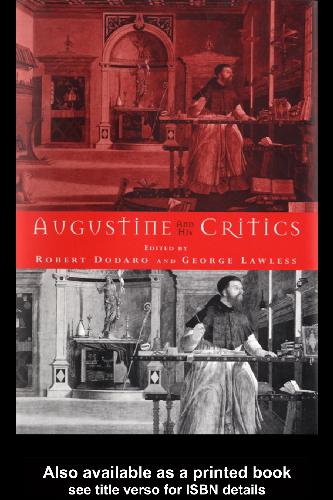 AUGUSTINE AND HIS CRITICS
EDITED BY
ROBERT DODARO AND GEORGE LAWLESS
Also available as a printed book
see title verso for ISBN details